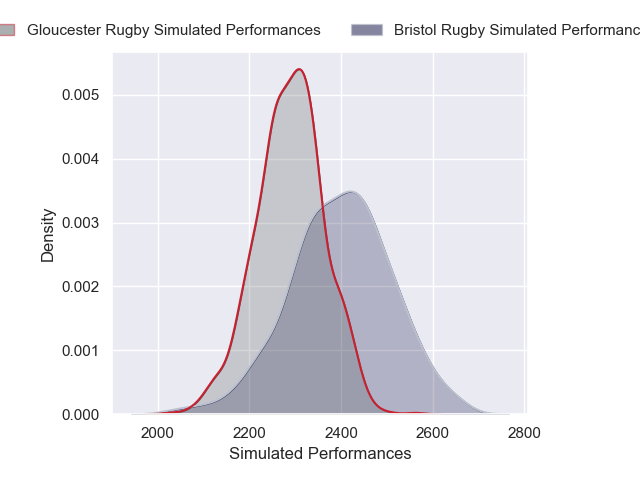 Gloucester Rugby Simulated Performances Bristol Rugby Simulated Performanc
0.005
0.004
0.003
0.002
0.001
0.000
Density
2000 2200 2400 2600 2800
Simulated Performances